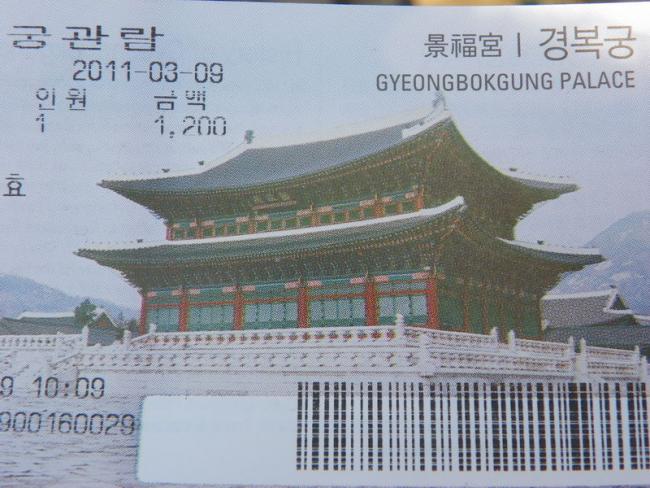 궁관람
景福宮 | 경복궁
GYEONGBOKGUNG PALACE
2011-03-09
인원 금액
1 1,200
효
9 10:09
900160029